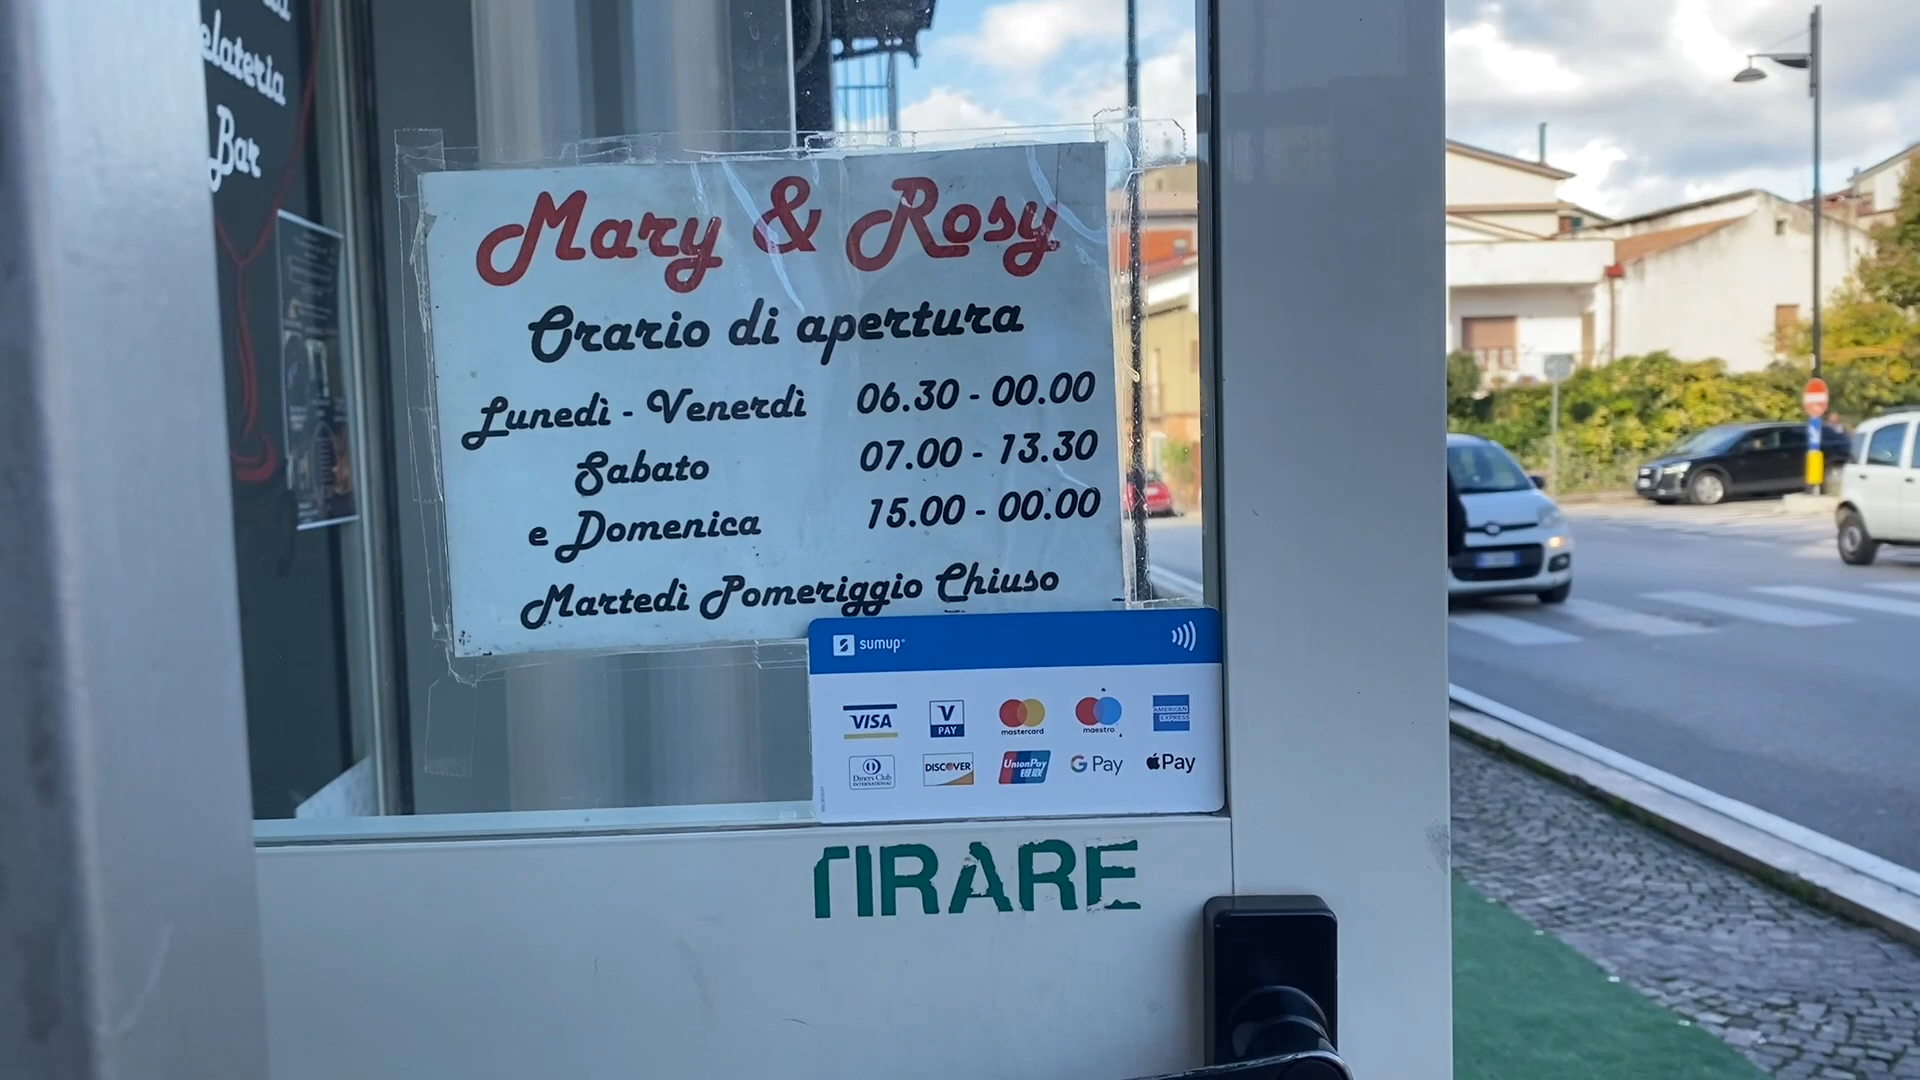 elateria
Bar
Mary & Rosy
Orario di apertura
Lunedì - Venerdì 06.30 - 00.00
Sabato 07.00 - 13.30
e Domenica 15.00 - 00.00
Martedì Pomeriggio Chiuso
sumup
VISA
V PAY
mastercard
maestro
AMERICAN EXPRESS
Diners Club INTERNATIONAL
DISCOVER
UnionPay 银联
G Pay
Pay
TIRARE